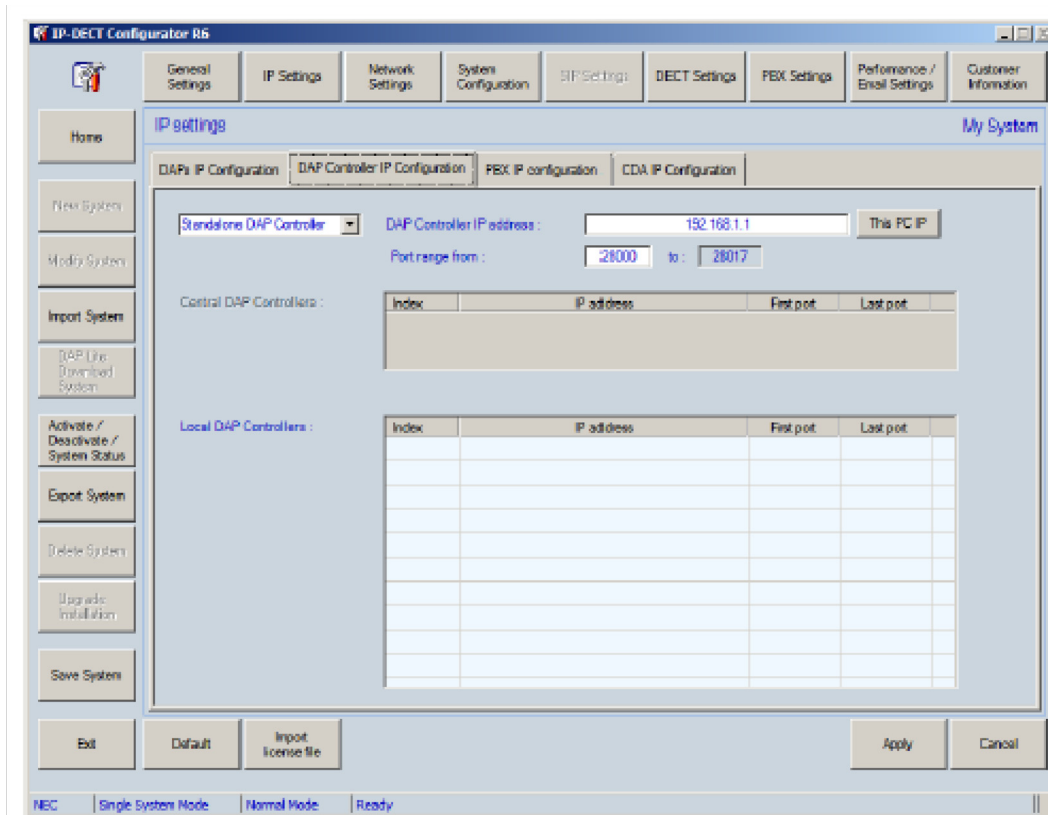 IP-DECT Configurator R6
General Settings
IP Settings
Network Settings
System Configuration
SIP Settings
DECT Settings
PBX Settings
Performance / Email Settings
Customer Information
Home
New System
Modify System
Import System
DAP Lite Download System
Activate / Deactivate / System Status
Export System
Delete System
Upgrade Installation
Save System
IP settings
My System
DAPs IP Configuration
DAP Controller IP Configuration
PBX IP configuration
CDA IP Configuration
Standalone DAP Controller
DAP Controller IP address :
192.168.1.1
This PC IP
Port range from :
28000
to :
28017
Central DAP Controllers :
Index
IP address
First port
Last port
Local DAP Controllers :
Index
IP address
First port
Last port
Exit
Default
Import license file
Apply
Cancel
NEC
Single System Mode
Normal Mode
Ready